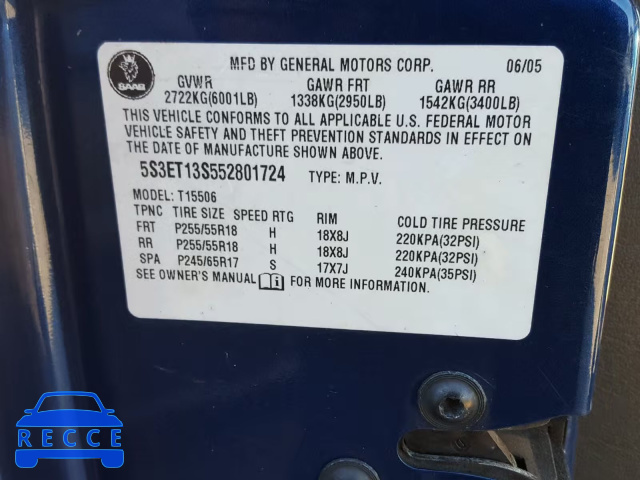 MFD BY GENERAL MOTORS CORP. 06/05
SAAB
GVWR GAWR FRT GAWR RR
2722KG(6001LB) 1338KG(2950LB) 1542KG(3400LB)
THIS VEHICLE CONFORMS TO ALL APPLICABLE U.S. FEDERAL MOTOR
VEHICLE SAFETY AND THEFT PREVENTION STANDARDS IN EFFECT ON
THE DATE OF MANUFACTURE SHOWN ABOVE.
5S3ET13S552801724 TYPE: M.P.V.
MODEL: T15506
TPNC TIRE SIZE SPEED RTG RIM COLD TIRE PRESSURE
FRT P255/55R18 H 18X8J 220KPA(32PSI)
RR P255/55R18 H 18X8J 220KPA(32PSI)
SPA P245/65R17 S 17X7J 240KPA(35PSI)
SEE OWNER'S MANUAL FOR MORE INFORMATION.
RECCE